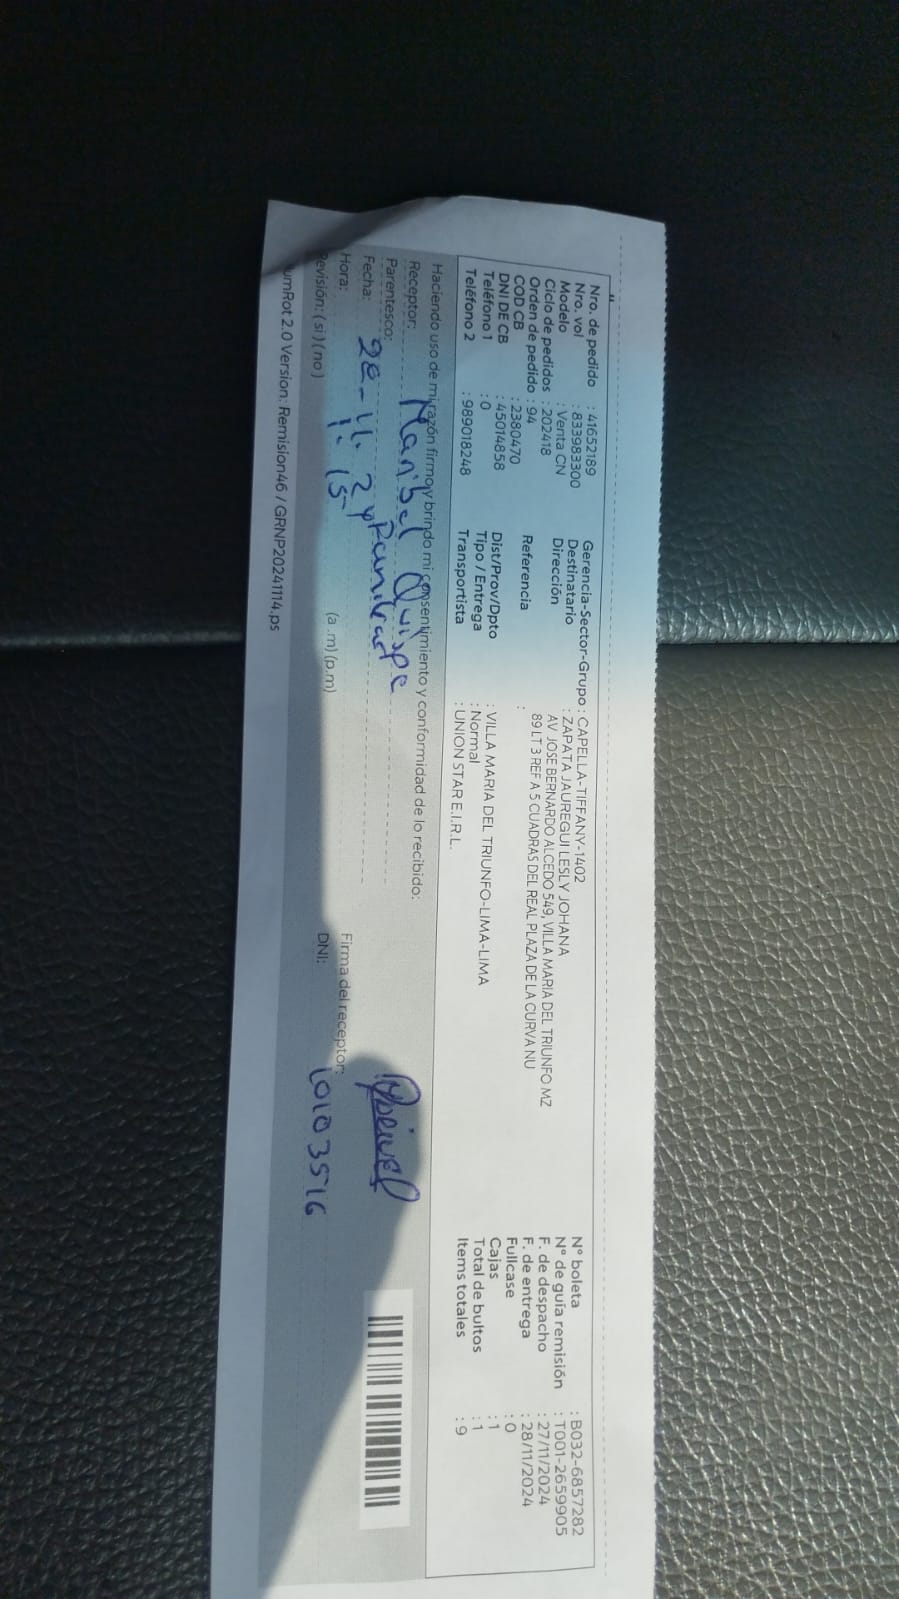 Nro. de pedido : 41652189
Nro. vol : 833983300
Modelo : Venta CN
Ciclo de pedidos : 202418
Orden de pedido : 94
COD CB : 2380470
DNI DE CB : 45014858
Teléfono 1 : 0
Teléfono 2 : 989018248
Gerencia-Sector-Grupo : CAPELLA-TIFFANY-1402
Destinatario : ZAPATA JAUREGUI LESLY JOHANA
Dirección AV JOSE BERNARDO ALCEDO 549, VILLA MARIA DEL TRIUNFO MZ
89 LT 3 REF A 5 CUADRAS DEL REAL PLAZA DE LA CURVA NU
Referencia :
Dist/Prov/Dpto : VILLA MARIA DEL TRIUNFO-LIMA-LIMA
Tipo / Entrega : Normal
Transportista : UNION STAR E.I.R.L.
N° boleta : B032-6857282
N° de guía remisión : T001-2659905
F. de despacho : 27/11/2024
F. de entrega : 28/11/2024
Fullcase : 0
Cajas : 1
Total de bultos : 1
Items totales : 9
Haciendo uso de mi razón firmo y brindo mi consentimiento y conformidad de lo recibido:
Receptor: Maribel Quispe
Parentesco:
Fecha: 28-11-24
Hora: 1:15 (a.m)(p.m)
Firma del receptor:
DNI: 10103516
Revisión: (si)(no)
umRot 2.0 Version: Remision46 / GRNP20241114.ps